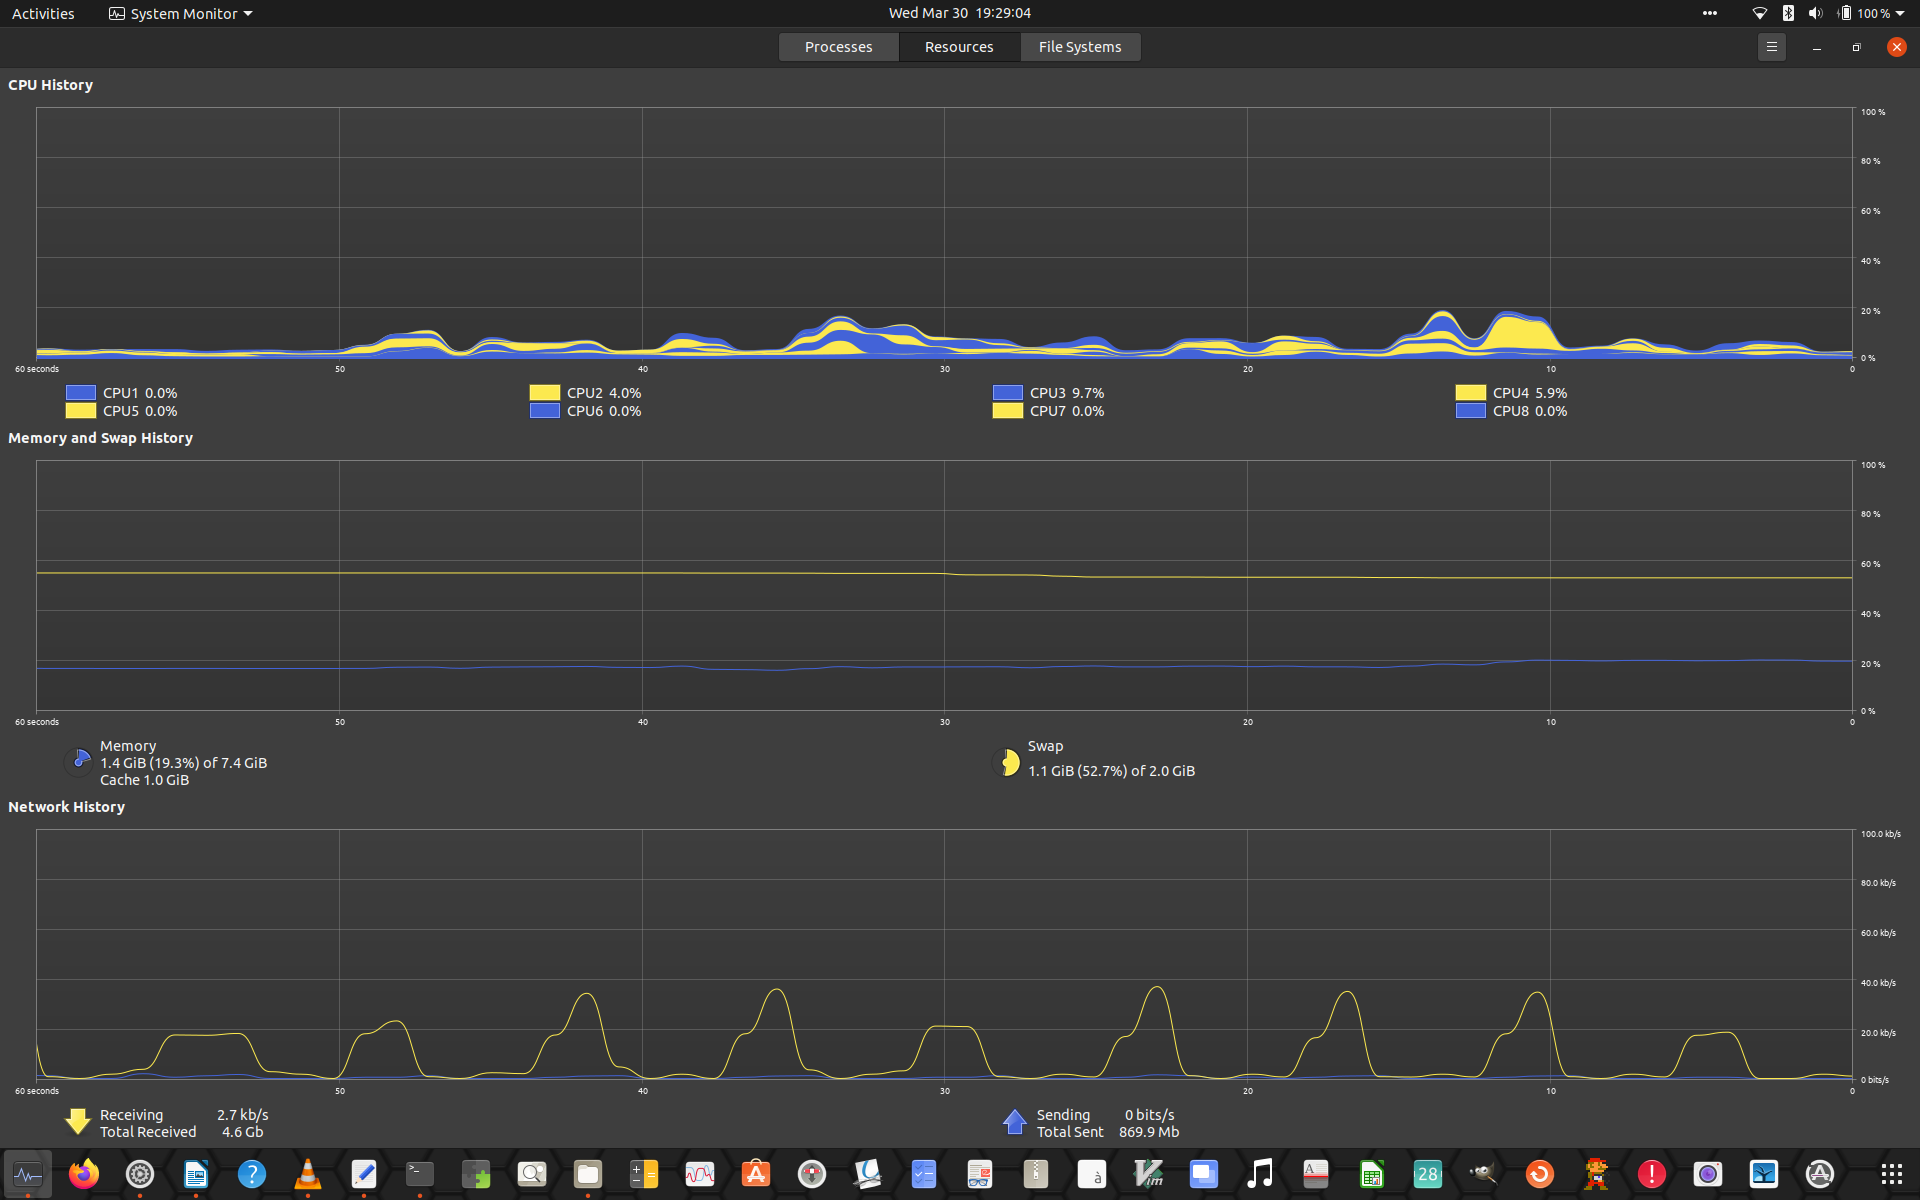 Activities System Monitor Wed Mar 30 19:29:04 100 %
Processes Resources File Systems
CPU History
100 %
80 %
60 %
40 %
20 %
0 %
60 seconds 50 40 30 20 10 0
CPU1 0.0% CPU2 4.0% CPU3 9.7% CPU4 5.9%
CPU5 0.0% CPU6 0.0% CPU7 0.0% CPU8 0.0%
Memory and Swap History
100 %
80 %
60 %
40 %
20 %
0 %
60 seconds 50 40 30 20 10 0
Memory Swap
1.4 GiB (19.3%) of 7.4 GiB 1.1 GiB (52.7%) of 2.0 GiB
Cache 1.0 GiB
Network History
100.0 kb/s
80.0 kb/s
60.0 kb/s
40.0 kb/s
20.0 kb/s
0 bits/s
60 seconds 50 40 30 20 10 0
Receiving 2.7 kb/s Sending 0 bits/s
Total Received 4.6 Gb Total Sent 869.9 Mb
? >_ à Vim A 28 !